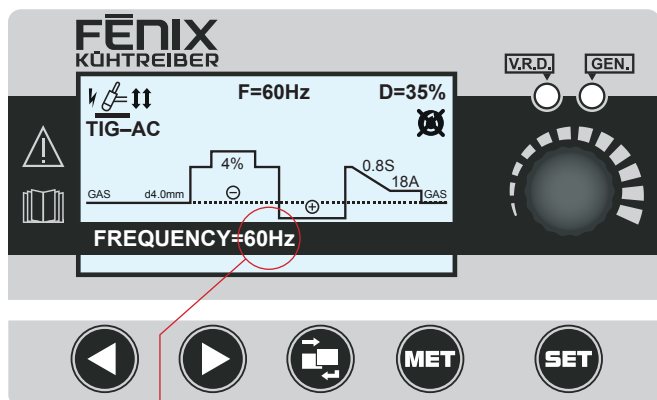 FĒNIX
KÜHTREIBER
V.R.D. GEN.
F=60Hz D=35%
TIG–AC
4% 0.8S
18A
GAS d4.0mm GAS
FREQUENCY=60Hz
MET SET